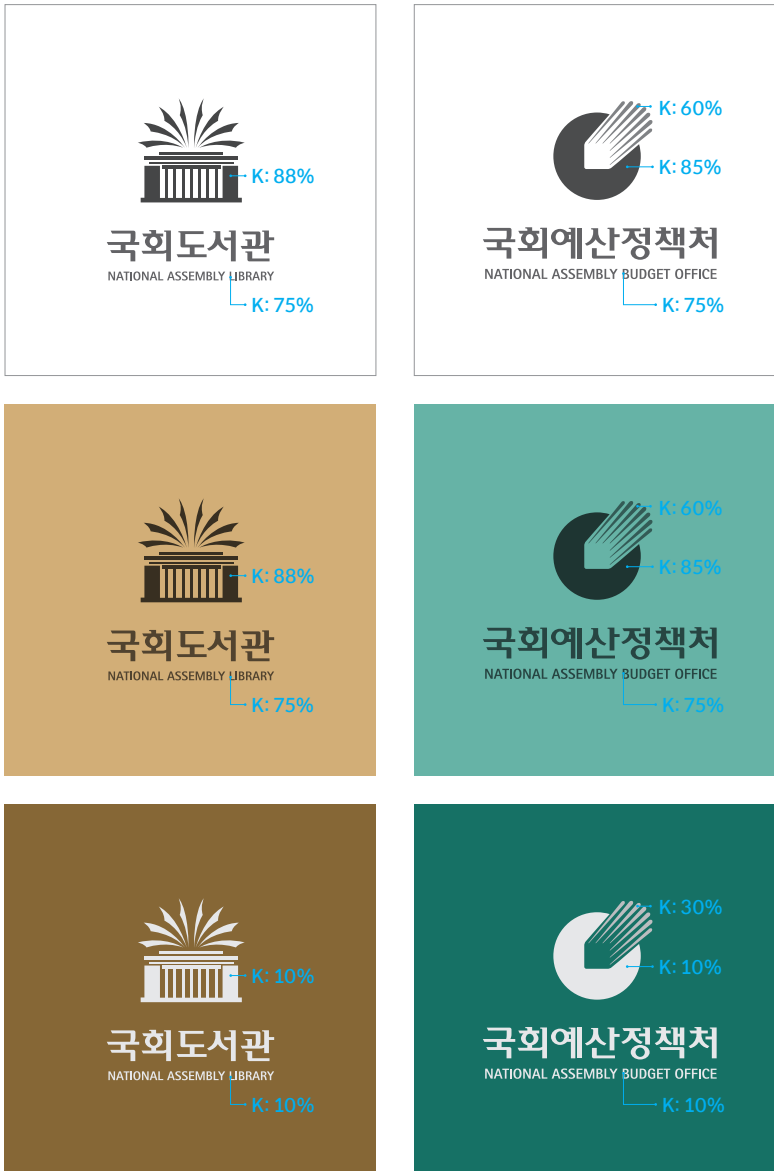 K: 88%
국회도서관
NATIONAL ASSEMBLY LIBRARY
K: 75%
K: 60%
K: 85%
국회예산정책처
NATIONAL ASSEMBLY BUDGET OFFICE
K: 75%
K: 88%
국회도서관
NATIONAL ASSEMBLY LIBRARY
K: 75%
K: 60%
K: 85%
국회예산정책처
NATIONAL ASSEMBLY BUDGET OFFICE
K: 75%
K: 10%
국회도서관
NATIONAL ASSEMBLY LIBRARY
K: 10%
K: 30%
K: 10%
국회예산정책처
NATIONAL ASSEMBLY BUDGET OFFICE
K: 10%